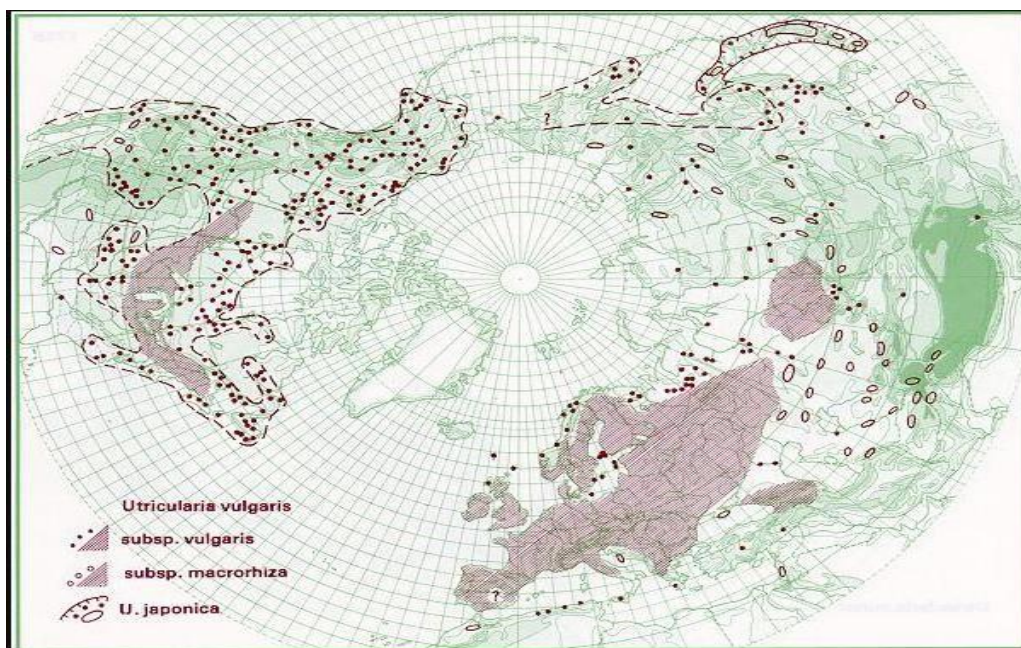 ?
?
Utricularia vulgaris
subsp. vulgaris
subsp. macrorhiza
U. japonica